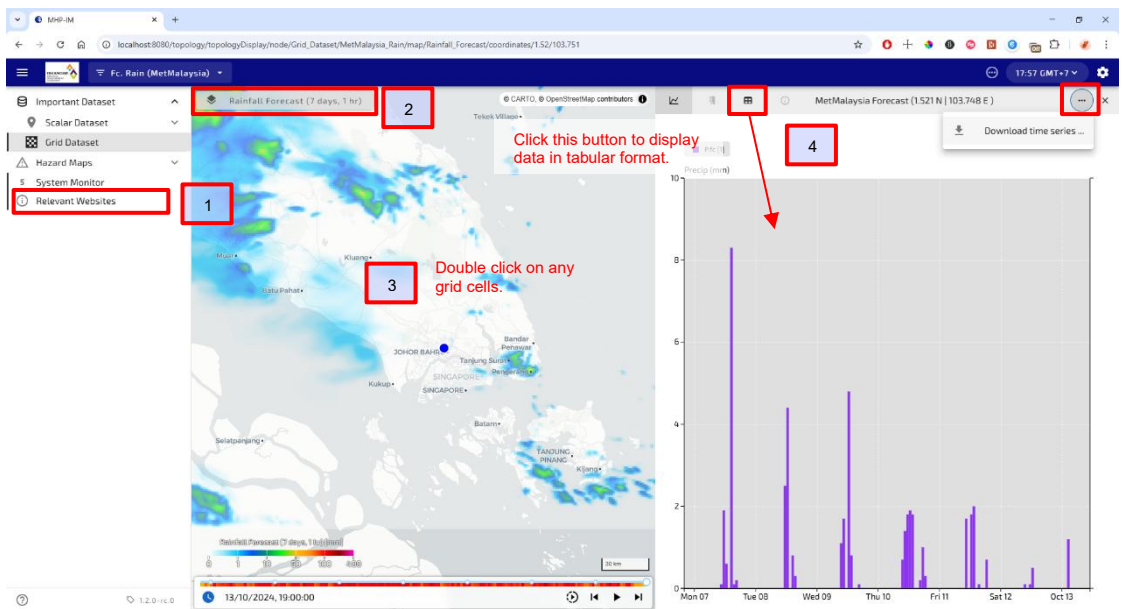 MHP-IM
localhost:8080/topology/topologyDisplay/node/Grid_Dataset/MetMalaysia_Rain/map/Rainfall_Forecast/coordinates/1.52/103.751
Fc. Rain (MetMalaysia)
17:57 GMT+7
Important Dataset
Scalar Dataset
Grid Dataset
Hazard Maps
S System Monitor
Relevant Websites
1
Rainfall Forecast (7 days, 1 hr)
2
© CARTO, © OpenStreetMap contributors
Tekek Village
Click this button to display
data in tabular format.
Muar
Kluang
Batu Pahat
3
Double click on any
grid cells.
JOHOR BAHRU
Bandar
Penawar
Tanjung Surat
Pengerang
SINGAPORE
SINGAPORE
Kukup
Batam
Selatpanjang
TANJUNG
PINANG
Kijang
Rainfall Forecast (7 days, 1 hr) [mm]
0 1 10 50 100 400
30 km
13/10/2024, 19:00:00
1.2.0-rc.0
MetMalaysia Forecast (1.521 N | 103.748 E )
Download time series ...
4
Precip (mm)
10
8
6
4
2
0
Mon 07 Tue 08 Wed 09 Thu 10 Fri 11 Sat 12 Oct 13